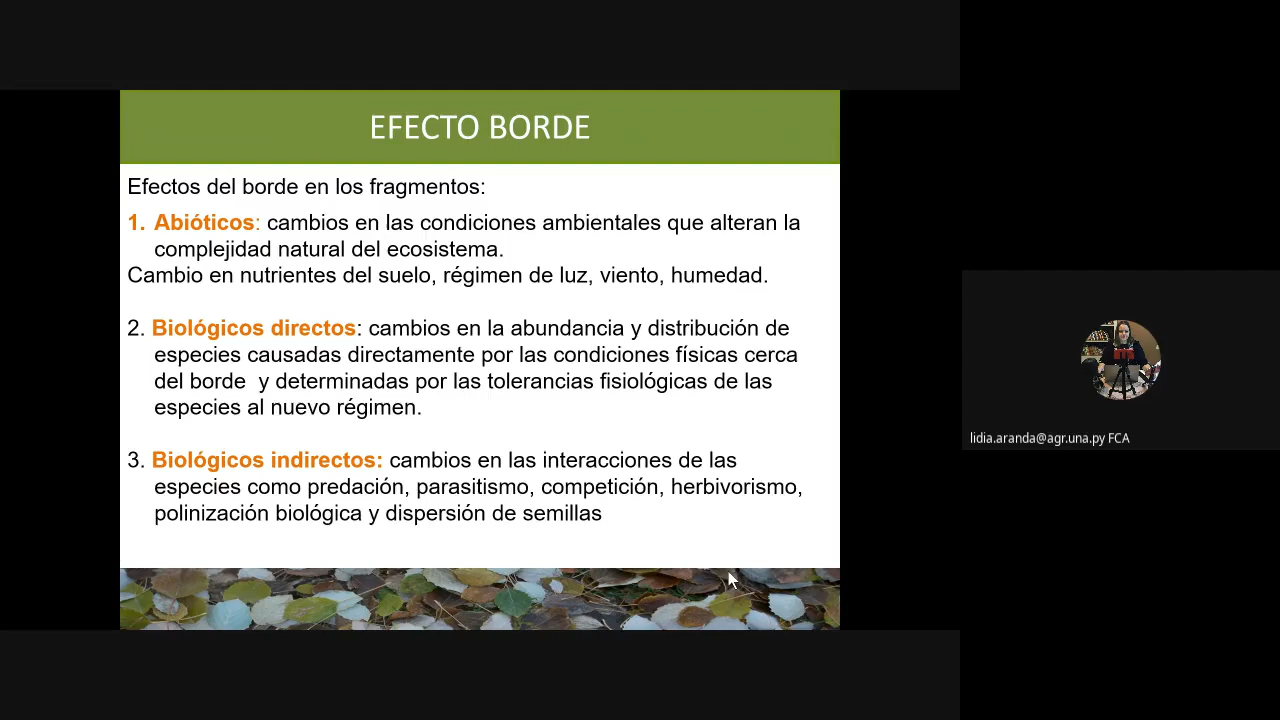 EFECTO BORDE
Efectos del borde en los fragmentos:
1. Abióticos: cambios en las condiciones ambientales que alteran la
complejidad natural del ecosistema.
Cambio en nutrientes del suelo, régimen de luz, viento, humedad.
2. Biológicos directos: cambios en la abundancia y distribución de
especies causadas directamente por las condiciones físicas cerca
del borde  y determinadas por las tolerancias fisiológicas de las
especies al nuevo régimen.
3. Biológicos indirectos: cambios en las interacciones de las
especies como predación, parasitismo, competición, herbivorismo,
polinización biológica y dispersión de semillas
lidia.aranda@agr.una.py FCA